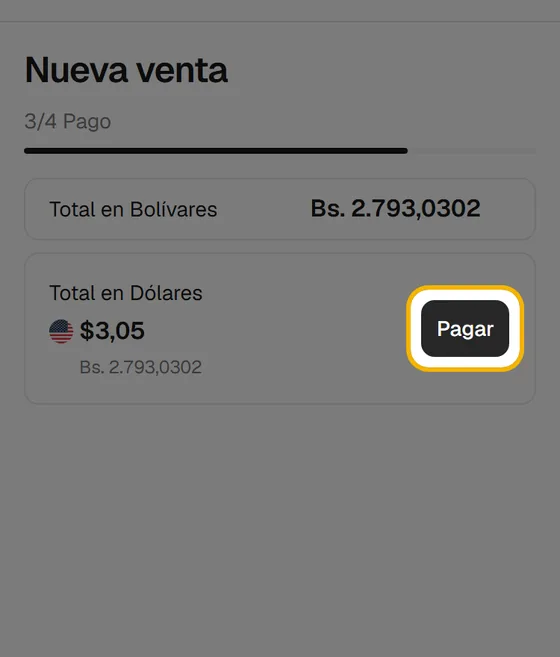 Nueva venta
3/4 Pago
Total en Bolívares Bs. 2.793,0302
Total en Dólares
$3,05
Pagar
Bs. 2.793,0302